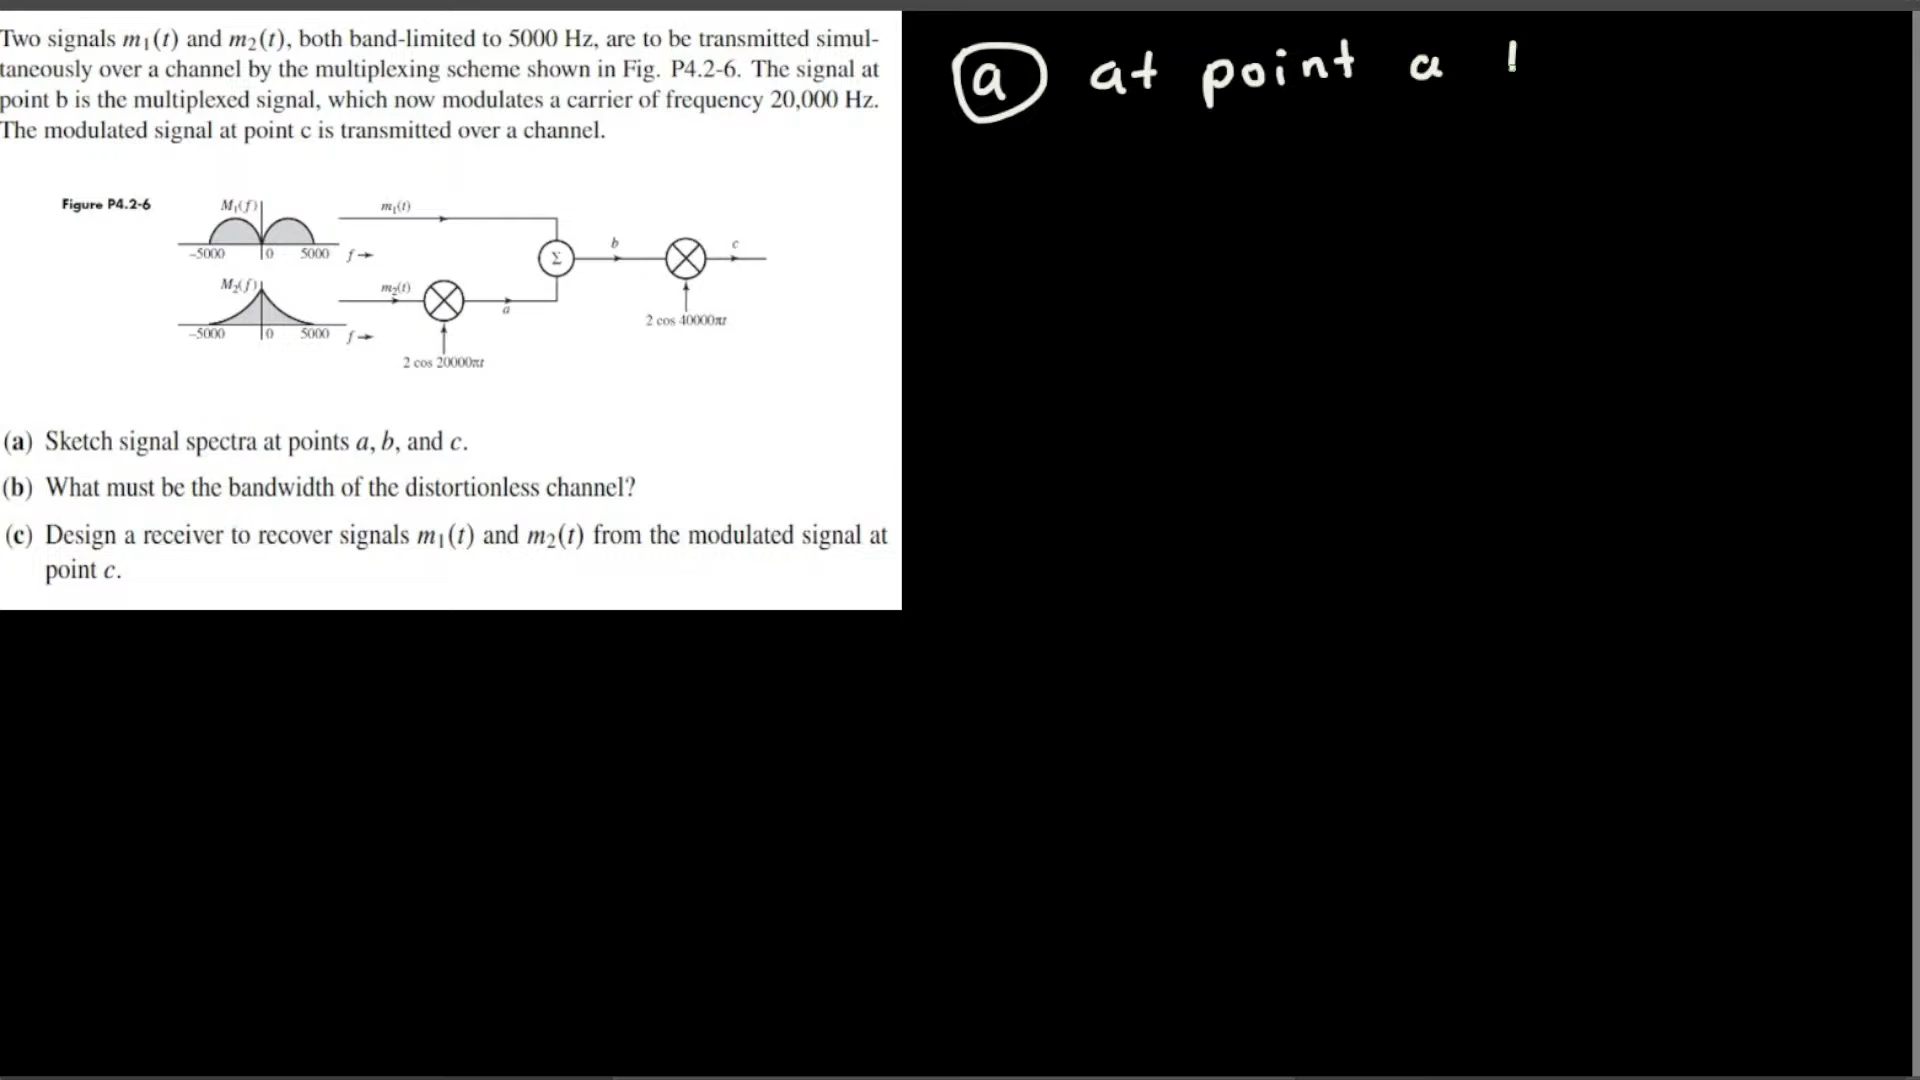 Two signals m₁(t) and m₂(t), both band-limited to 5000 Hz, are to be transmitted simul-
taneously over a channel by the multiplexing scheme shown in Fig. P4.2-6. The signal at
point b is the multiplexed signal, which now modulates a carrier of frequency 20,000 Hz.
The modulated signal at point c is transmitted over a channel.
Figure P4.2-6
M₁(f)
m₁(t)
-5000 0 5000 f→
Σ
b
c
M₂(f)
m₂(t)
a
-5000 0 5000 f→
2 cos 40000πt
2 cos 20000πt
(a) Sketch signal spectra at points a, b, and c.
(b) What must be the bandwidth of the distortionless channel?
(c) Design a receiver to recover signals m₁(t) and m₂(t) from the modulated signal at
point c.
a at point a !